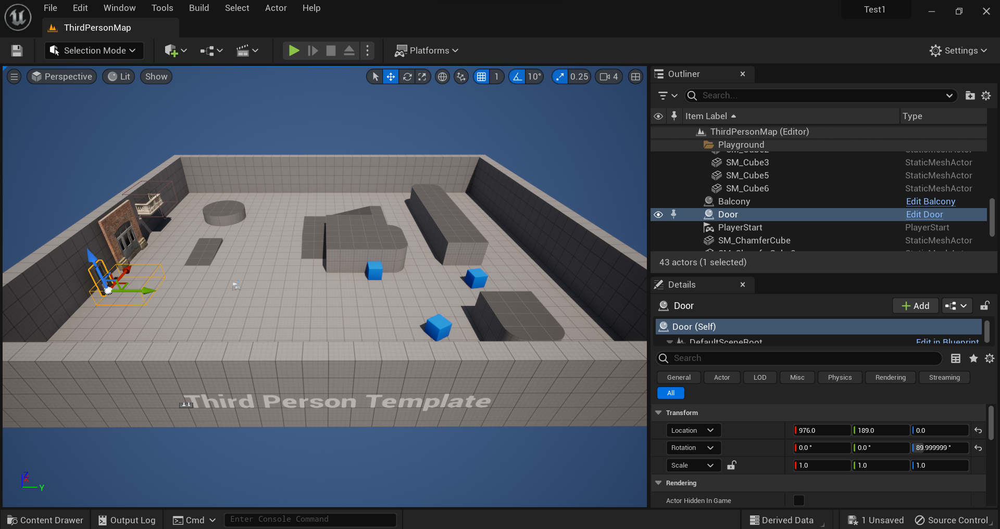 File Edit Window Tools Build Select Actor Help
Test1
ThirdPersonMap
Selection Mode
Platforms
Settings
Perspective Lit Show
1 10° 0.25 4
Third Person Template
Z
Y
Outliner
Search...
Item Label Type
ThirdPersonMap (Editor)
Playground
SM_Cube2 StaticMeshActor
SM_Cube3 StaticMeshActor
SM_Cube5 StaticMeshActor
SM_Cube6 StaticMeshActor
Balcony Edit Balcony
Door Edit Door
PlayerStart PlayerStart
SM_ChamferCube StaticMeshActor
43 actors (1 selected)
Details
Door
Add
Door (Self)
DefaultSceneRoot Edit in Blueprint
Search
General Actor LOD Misc Physics Rendering Streaming
All
Transform
Location 976.0 189.0 0.0
Rotation 0.0 ° 0.0 ° 89.999999 °
Scale 1.0 1.0 1.0
Rendering
Actor Hidden In Game
Content Drawer Output Log Cmd Enter Console Command
Derived Data 1 Unsaved Source Control